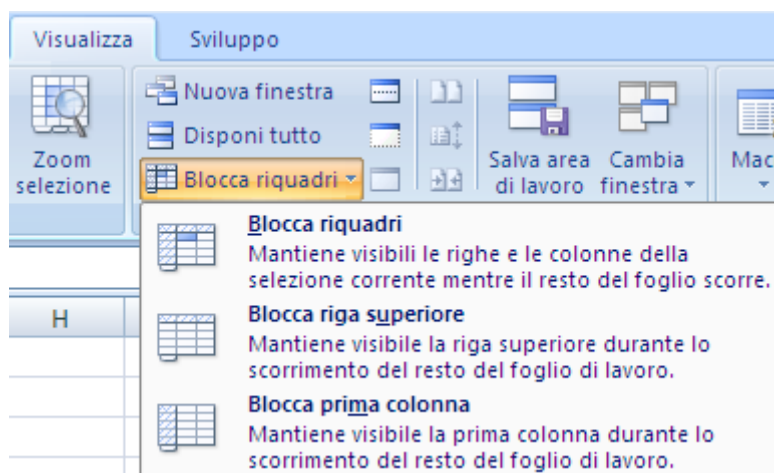 Visualizza Sviluppo
Nuova finestra
Disponi tutto
Blocca riquadri
Zoom
selezione
Salva area
di lavoro
Cambia
finestra
Mac
Blocca riquadri
Mantiene visibili le righe e le colonne della
selezione corrente mentre il resto del foglio scorre.
Blocca riga superiore
Mantiene visibile la riga superiore durante lo
scorrimento del resto del foglio di lavoro.
Blocca prima colonna
Mantiene visibile la prima colonna durante lo
scorrimento del resto del foglio di lavoro.
H